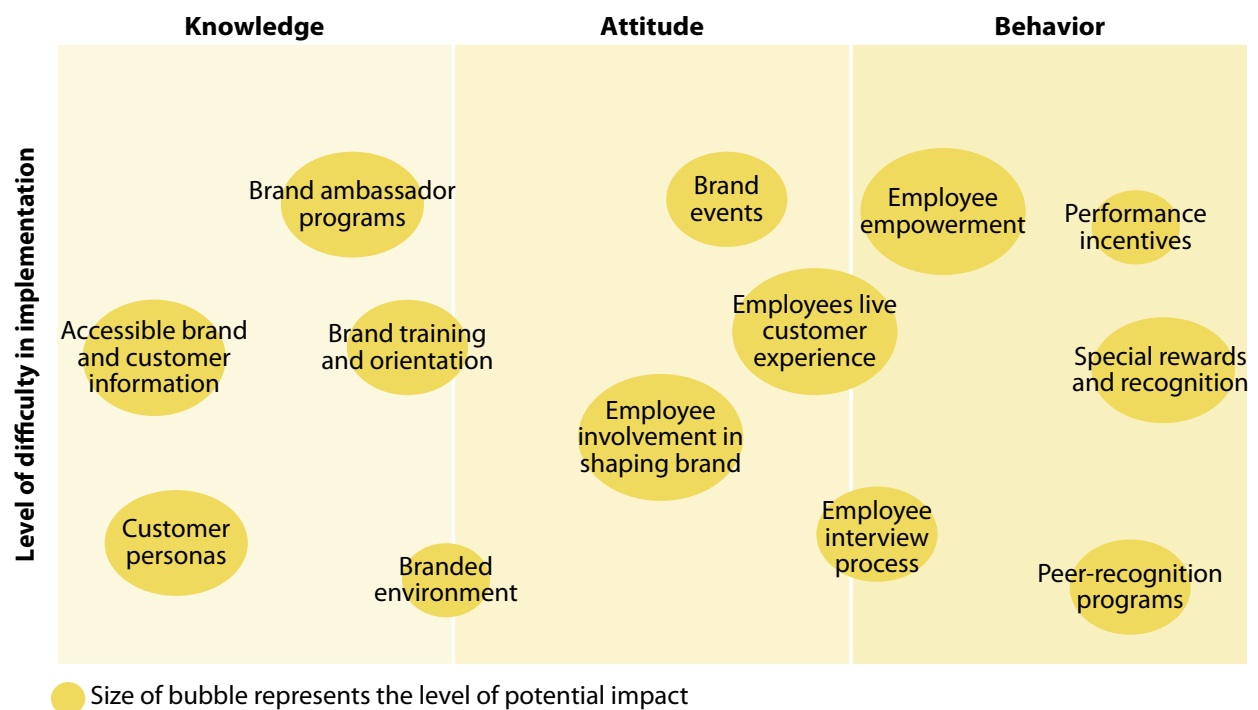 Knowledge
Attitude
Behavior
Level of difficulty in implementation
Brand ambassador
programs
Brand
events
Employee
empowerment
Performance
incentives
Accessible brand
and customer
information
Brand training
and orientation
Employees live
customer
experience
Special rewards
and recognition
Employee
involvement in
shaping brand
Customer
personas
Branded
environment
Employee
interview
process
Peer-recognition
programs
Size of bubble represents the level of potential impact